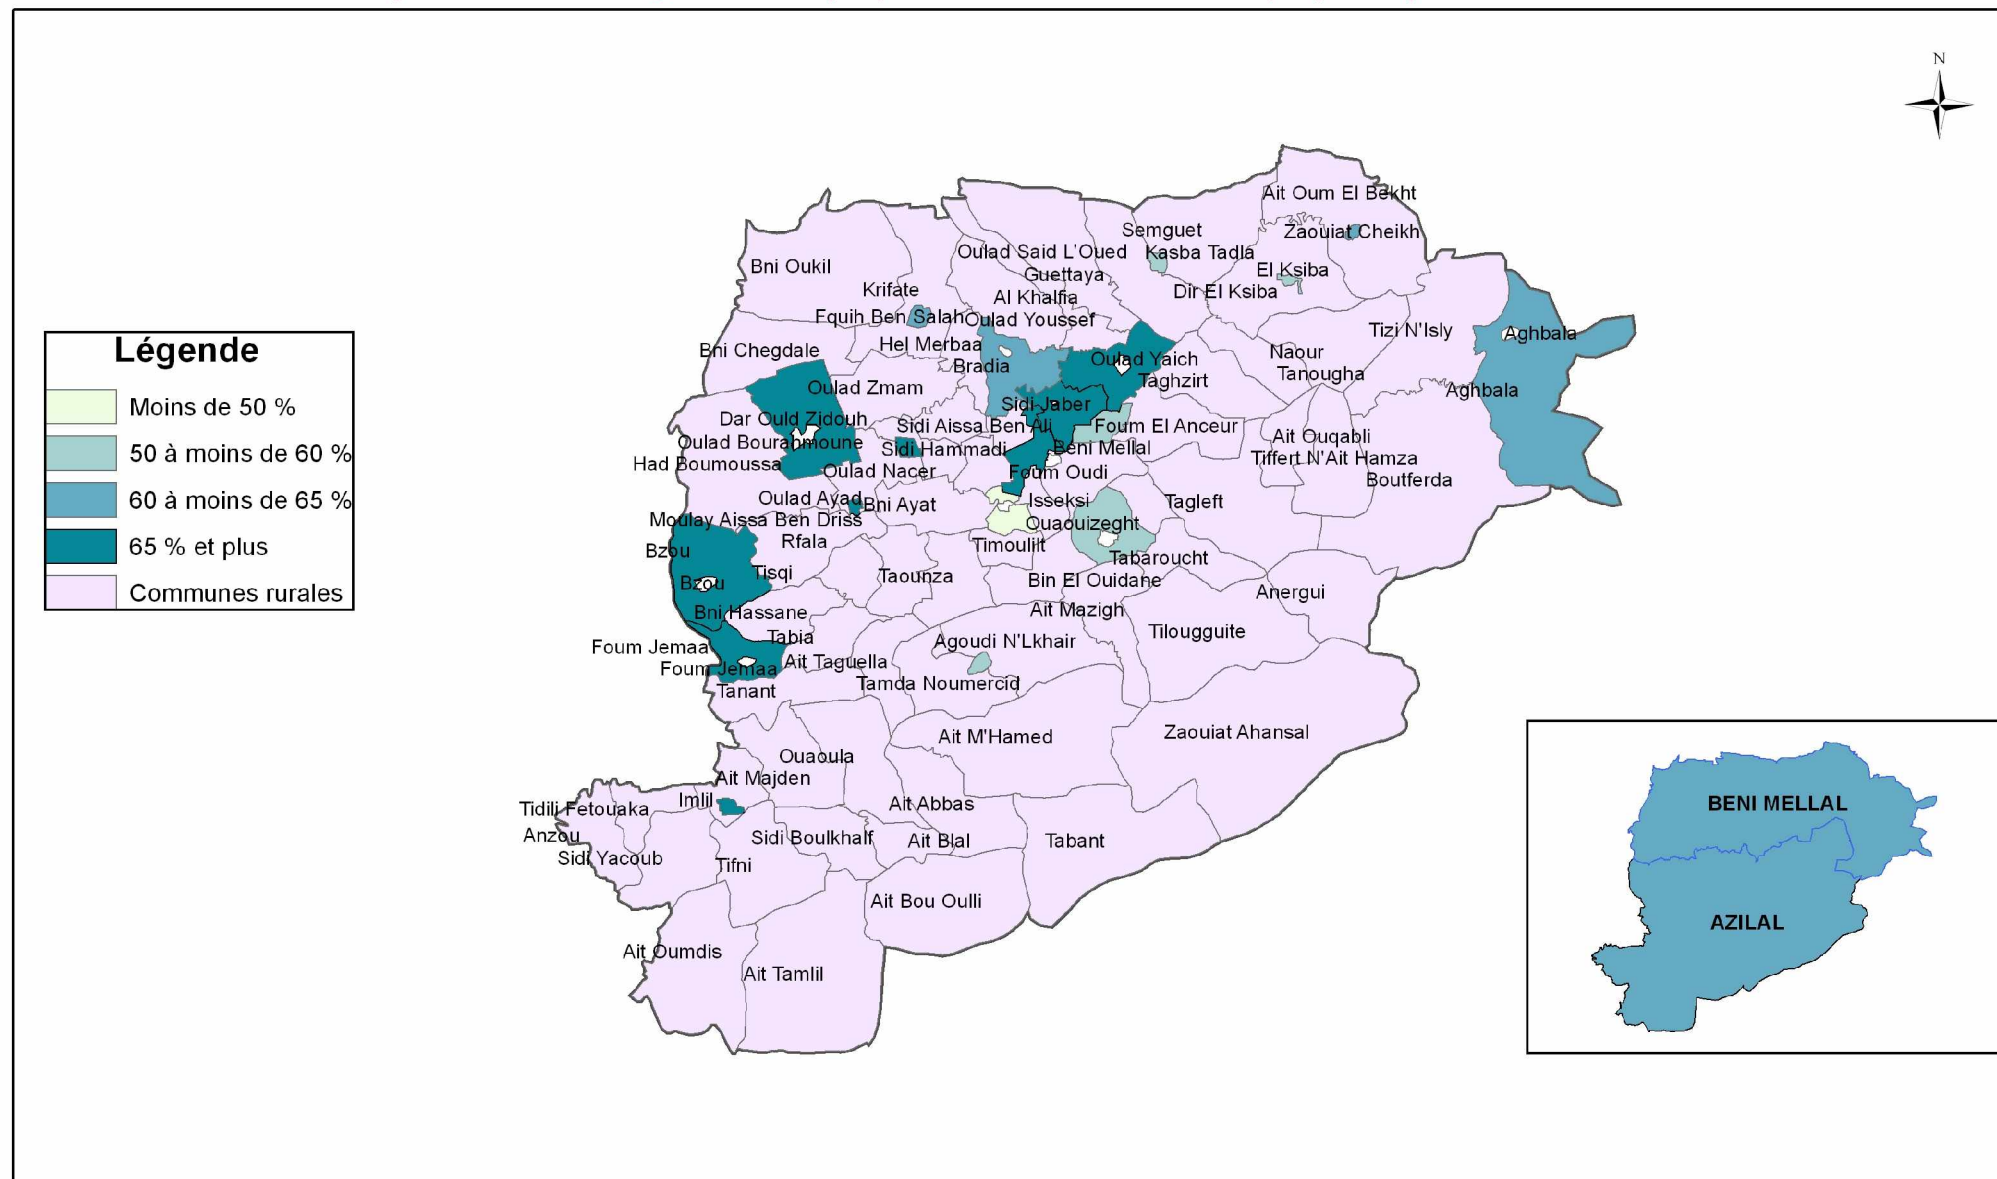 N
Ait Oum El Bekht
Semguet
Zaouiat Cheikh
Oulad Said L'Oued
Kasba Tadla
Bni Oukil
Guettaya
El Ksiba
Krifate
Al Khalfia
Dir El Ksiba
Fquih Ben Salah
Oulad Youssef
Tizi N'Isly
Aghbala
Hel Merbaa
Bni Chegdale
Naour
Oulad Yaich
Bradia
Tanougha
Taghzirt
Oulad Zmam
Aghbala
Sidi Jaber
Dar Ould Zidouh
Sidi Aissa Ben Ali
Foum El Anceur
Ait Ouqabli
Oulad Bourahmoune
Sidi Hammadi
Beni Mellal
Tiffert N'Ait Hamza
Had Boumoussa
Oulad Nacer
Foum Oudi
Boutferda
Oulad Ayad
Bni Ayat
Isseksi
Tagleft
Moulay Aissa Ben Driss
Ouaouizeght
Rfala
Timoulilt
Bzou
Tabaroucht
Tisqi
Taounza
Bin El Ouidane
Bzou
Anergui
Bni Hassane
Ait Mazigh
Tilougguite
Tabia
Agoudi N'Lkhair
Foum Jemaa
Ait Taguella
Foum Jemaa
Tamda Noumercid
Tanant
Zaouiat Ahansal
Ait M'Hamed
Ouaoula
Ait Majden
Imlil
Ait Abbas
Tidili Fetouaka
Anzou
Sidi Boulkhalf
Ait Blal
Tabant
Sidi Yacoub
Tifni
Ait Bou Oulli
Ait Oumdis
Ait Tamlil
Légende
Moins de 50 %
50 à moins de 60 %
60 à moins de 65 %
65 % et plus
Communes rurales
BENI MELLAL
AZILAL